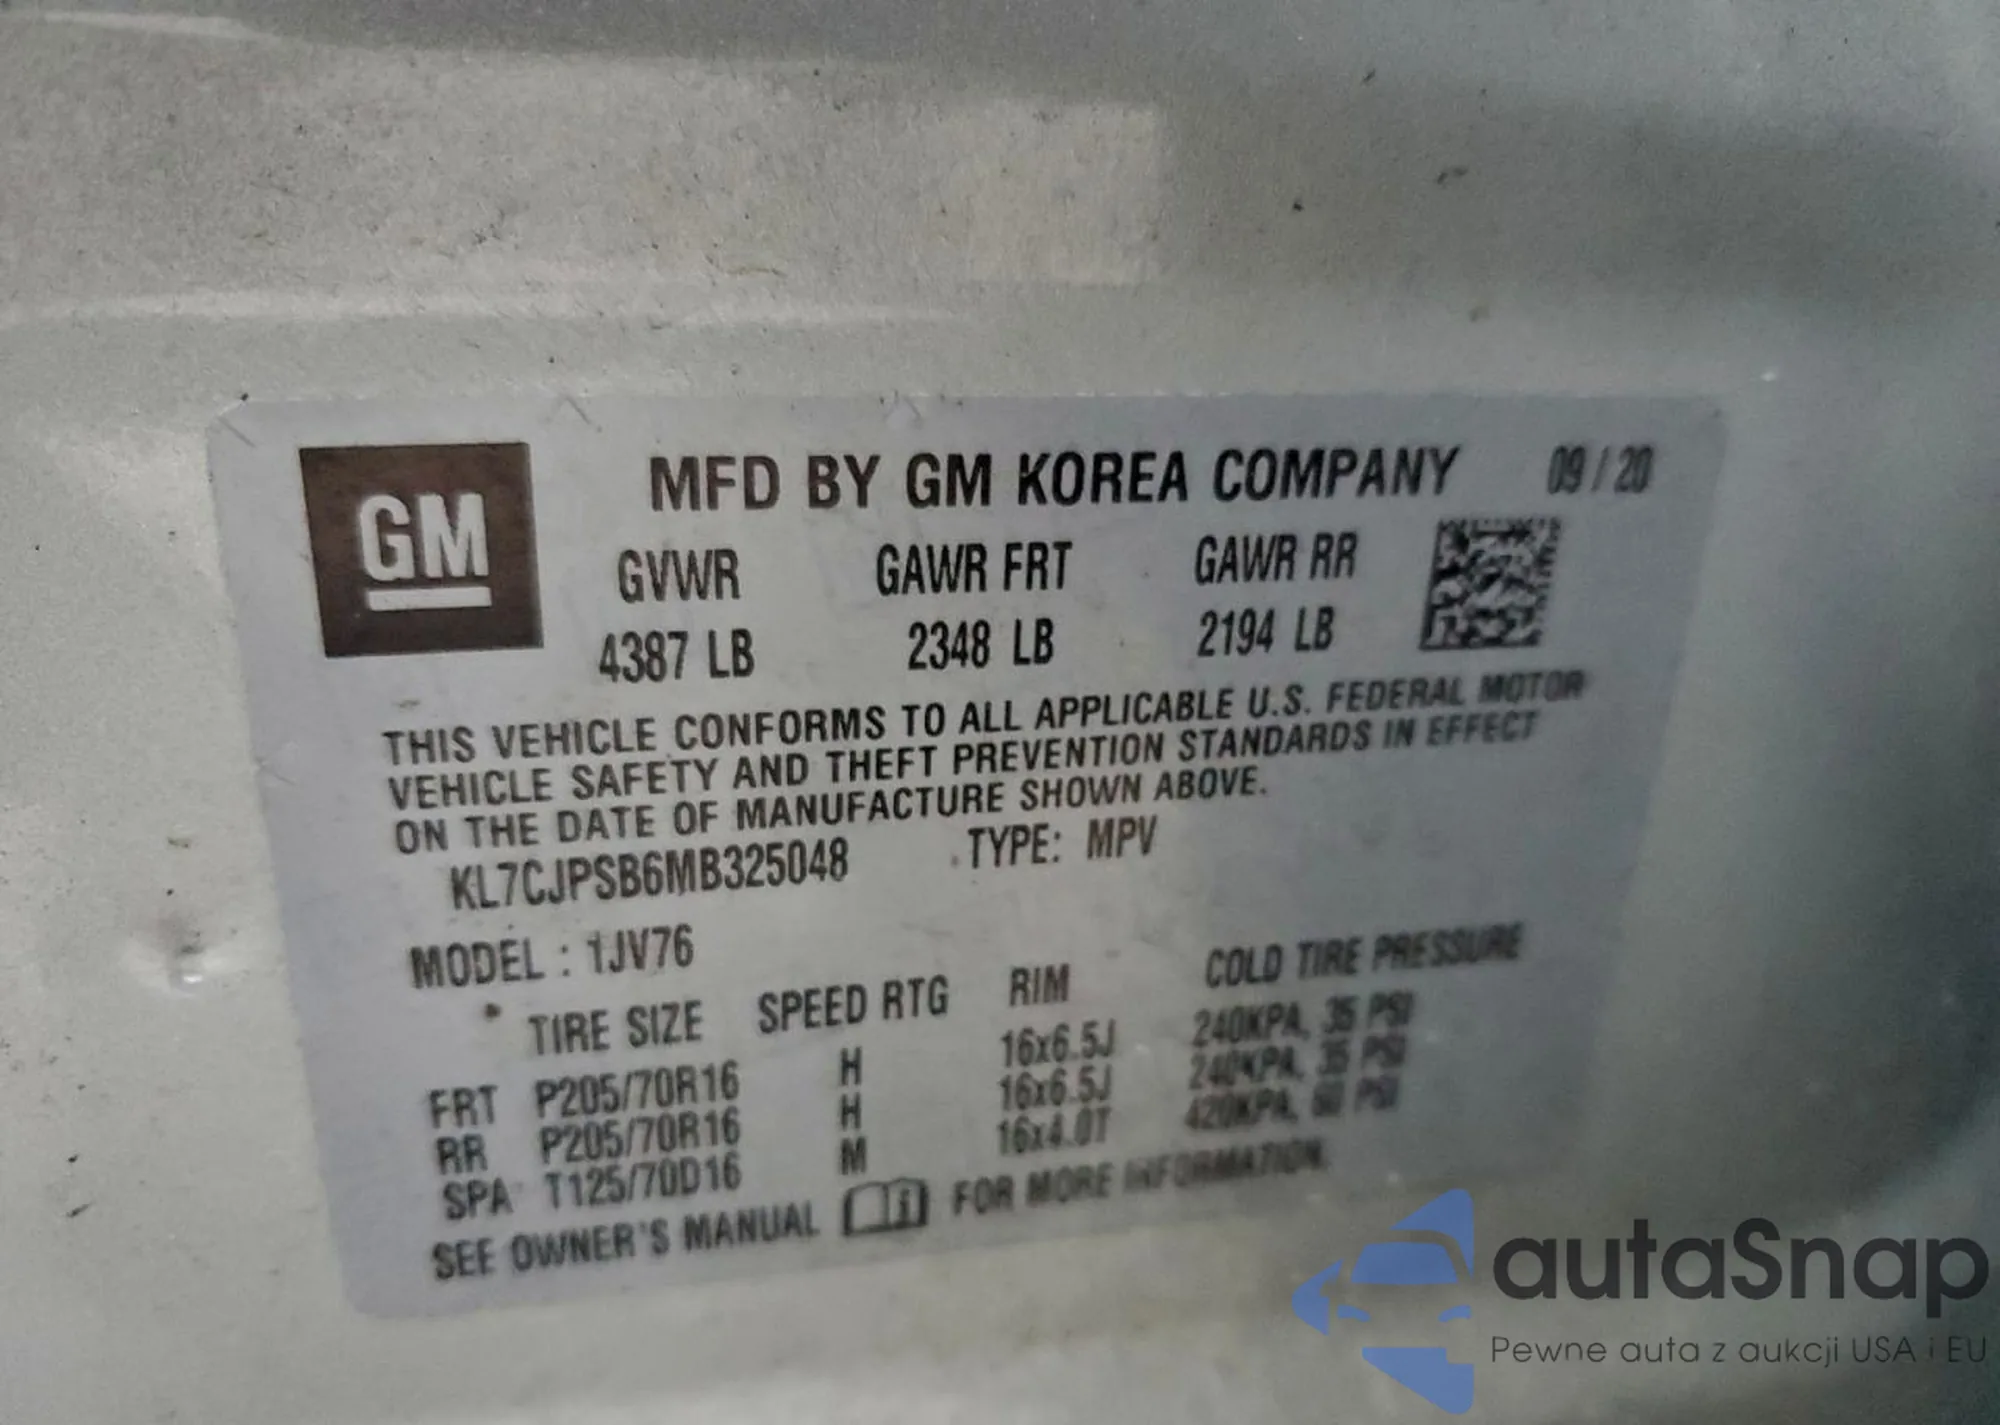 GM
MFD BY GM KOREA COMPANY 09/20
GVWR GAWR FRT GAWR RR
4387 LB 2348 LB 2194 LB
THIS VEHICLE CONFORMS TO ALL APPLICABLE U.S. FEDERAL MOTOR
VEHICLE SAFETY AND THEFT PREVENTION STANDARDS IN EFFECT
ON THE DATE OF MANUFACTURE SHOWN ABOVE.
KL7CJPSB6MB325048 TYPE: MPV
MODEL : 1JV76
TIRE SIZE SPEED RTG RIM COLD TIRE PRESSURE
FRT P205/70R16 H 16x6.5J 240KPA, 35 PSI
RR P205/70R16 H 16x6.5J 240KPA, 35 PSI
SPA T125/70D16 M 16x4.0T 420KPA, 60 PSI
SEE OWNER'S MANUAL FOR MORE INFORMATION.
autaSnap
Pewne auta z aukcji USA i EU